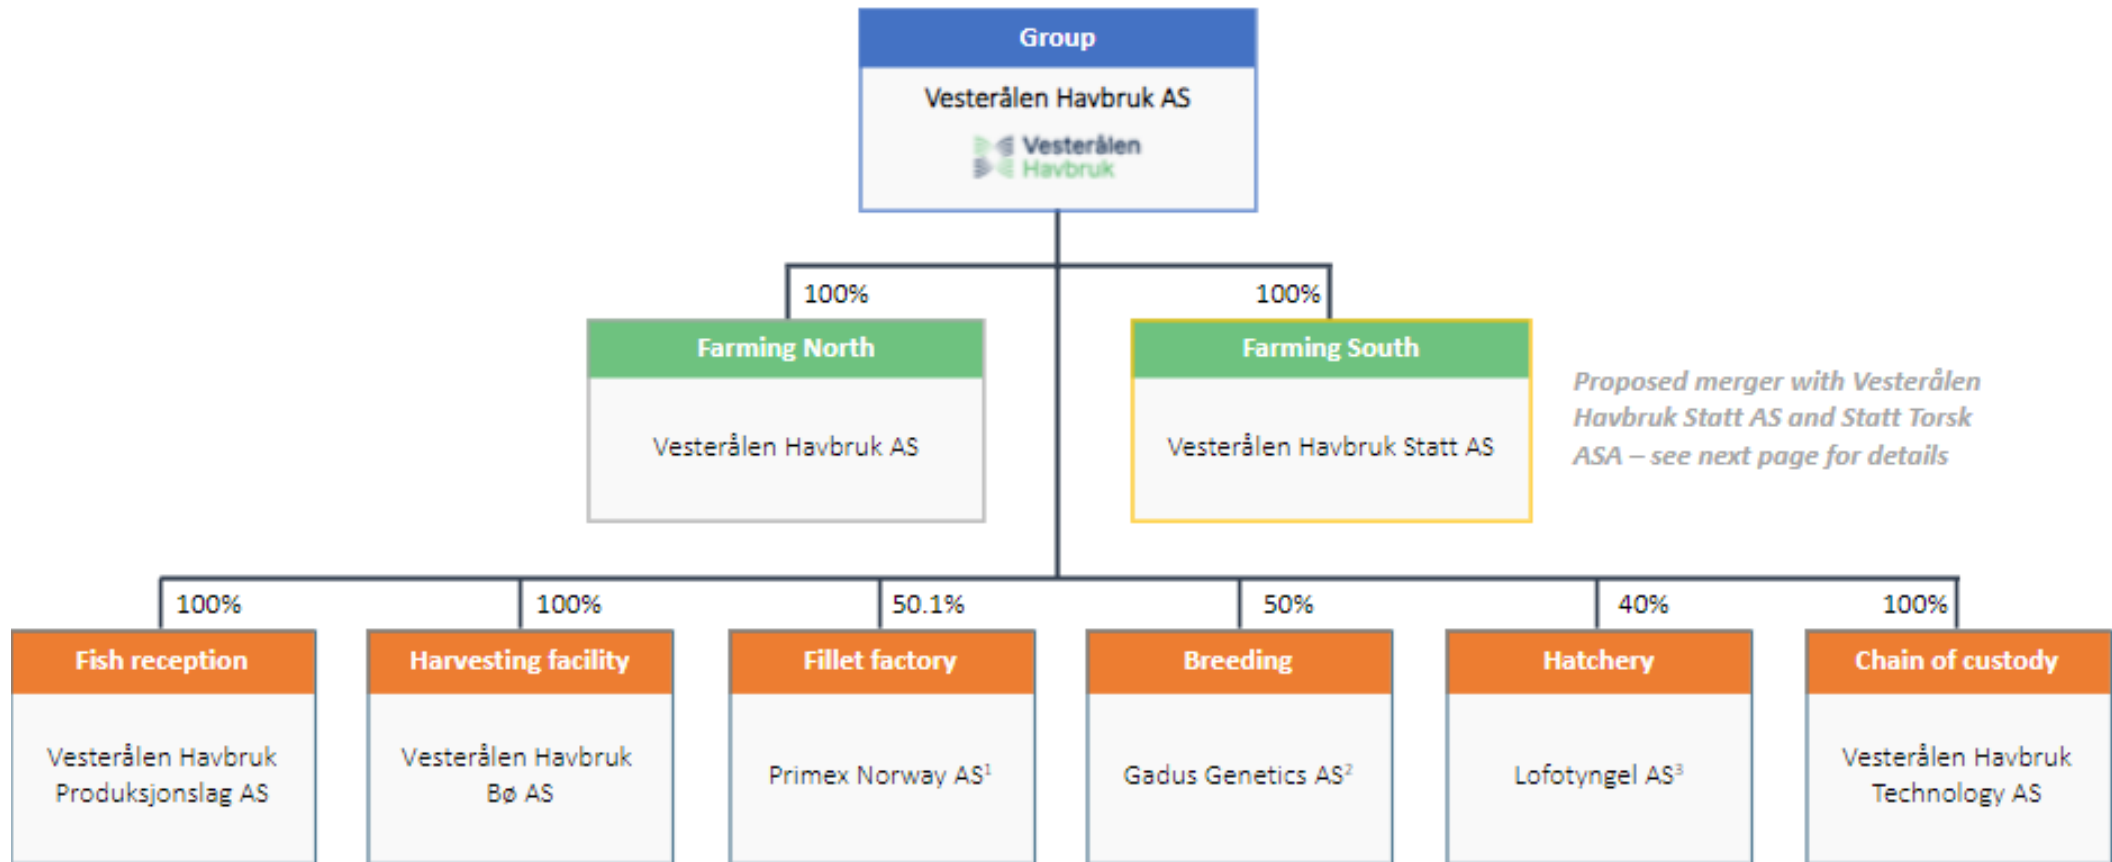 Group
Vesterålen Havbruk AS
Vesterålen
Havbruk
100%
100%
Farming North
Farming South
Vesterålen Havbruk AS
Vesterålen Havbruk Statt AS
Proposed merger with Vesterålen
Havbruk Statt AS and Statt Torsk
ASA – see next page for details
100%
100%
50.1%
50%
40%
100%
Fish reception
Harvesting facility
Fillet factory
Breeding
Hatchery
Chain of custody
Vesterålen Havbruk
Produksjonslag AS
Vesterålen Havbruk
Bø AS
Primex Norway AS¹
Gadus Genetics AS²
Lofotyngel AS³
Vesterålen Havbruk
Technology AS